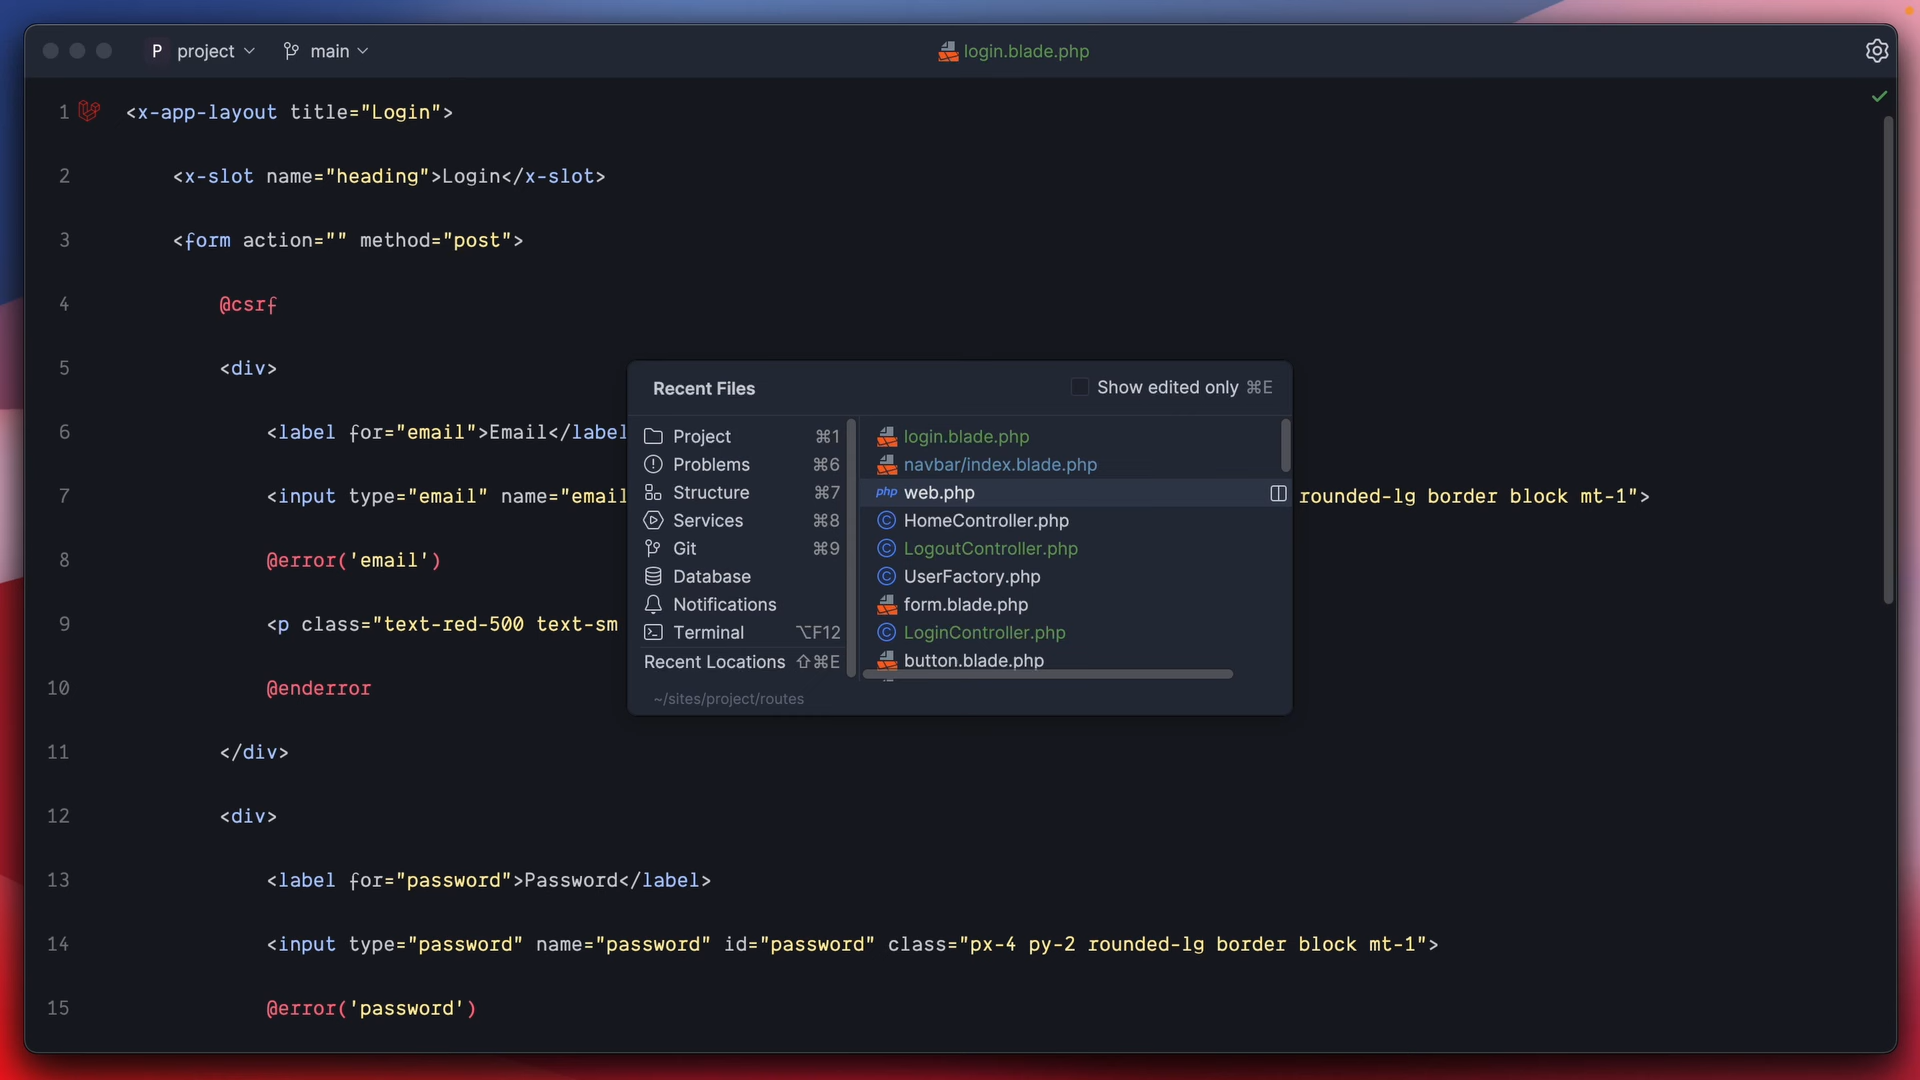 P project main login.blade.php
1 <x-app-layout title="Login">
2 <x-slot name="heading">Login</x-slot>
3 <form action="" method="post">
4 @csrf
5 <div>
6 <label for="email">Email</label
7 <input type="email" name="email rounded-lg border block mt-1">
8 @error('email')
9 <p class="text-red-500 text-sm
10 @enderror
11 </div>
12 <div>
13 <label for="password">Password</label>
14 <input type="password" name="password" id="password" class="px-4 py-2 rounded-lg border block mt-1">
15 @error('password')
Recent Files Show edited only ⌘E
Project ⌘1
Problems ⌘6
Structure ⌘7
Services ⌘8
Git ⌘9
Database
Notifications
Terminal ⌥F12
Recent Locations ⇧⌘E
login.blade.php
navbar/index.blade.php
php web.php
C HomeController.php
C LogoutController.php
C UserFactory.php
form.blade.php
C LoginController.php
button.blade.php
~/sites/project/routes